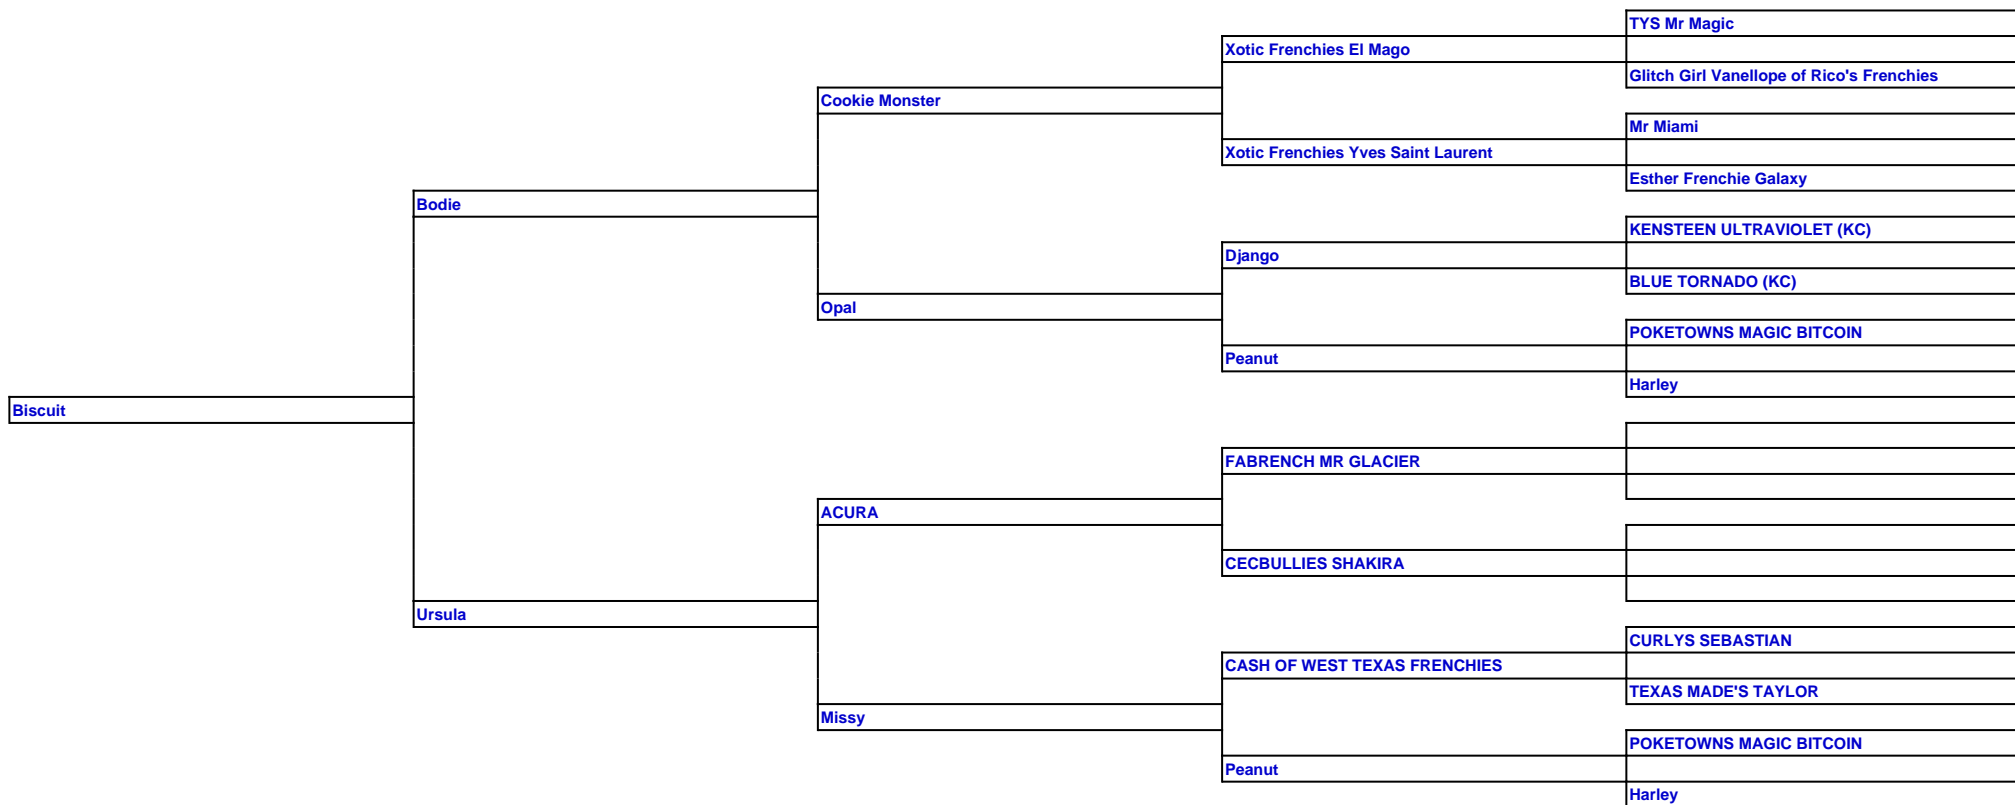 TYS Mr Magic
Xotic Frenchies El Mago
Glitch Girl Vanellope of Rico's Frenchies
Cookie Monster
Mr Miami
Xotic Frenchies Yves Saint Laurent
Esther Frenchie Galaxy
Bodie
KENSTEEN ULTRAVIOLET (KC)
Django
BLUE TORNADO (KC)
Opal
POKETOWNS MAGIC BITCOIN
Peanut
Harley
Biscuit
FABRENCH MR GLACIER
ACURA
CECBULLIES SHAKIRA
Ursula
CURLYS SEBASTIAN
CASH OF WEST TEXAS FRENCHIES
TEXAS MADE'S TAYLOR
Missy
POKETOWNS MAGIC BITCOIN
Peanut
Harley